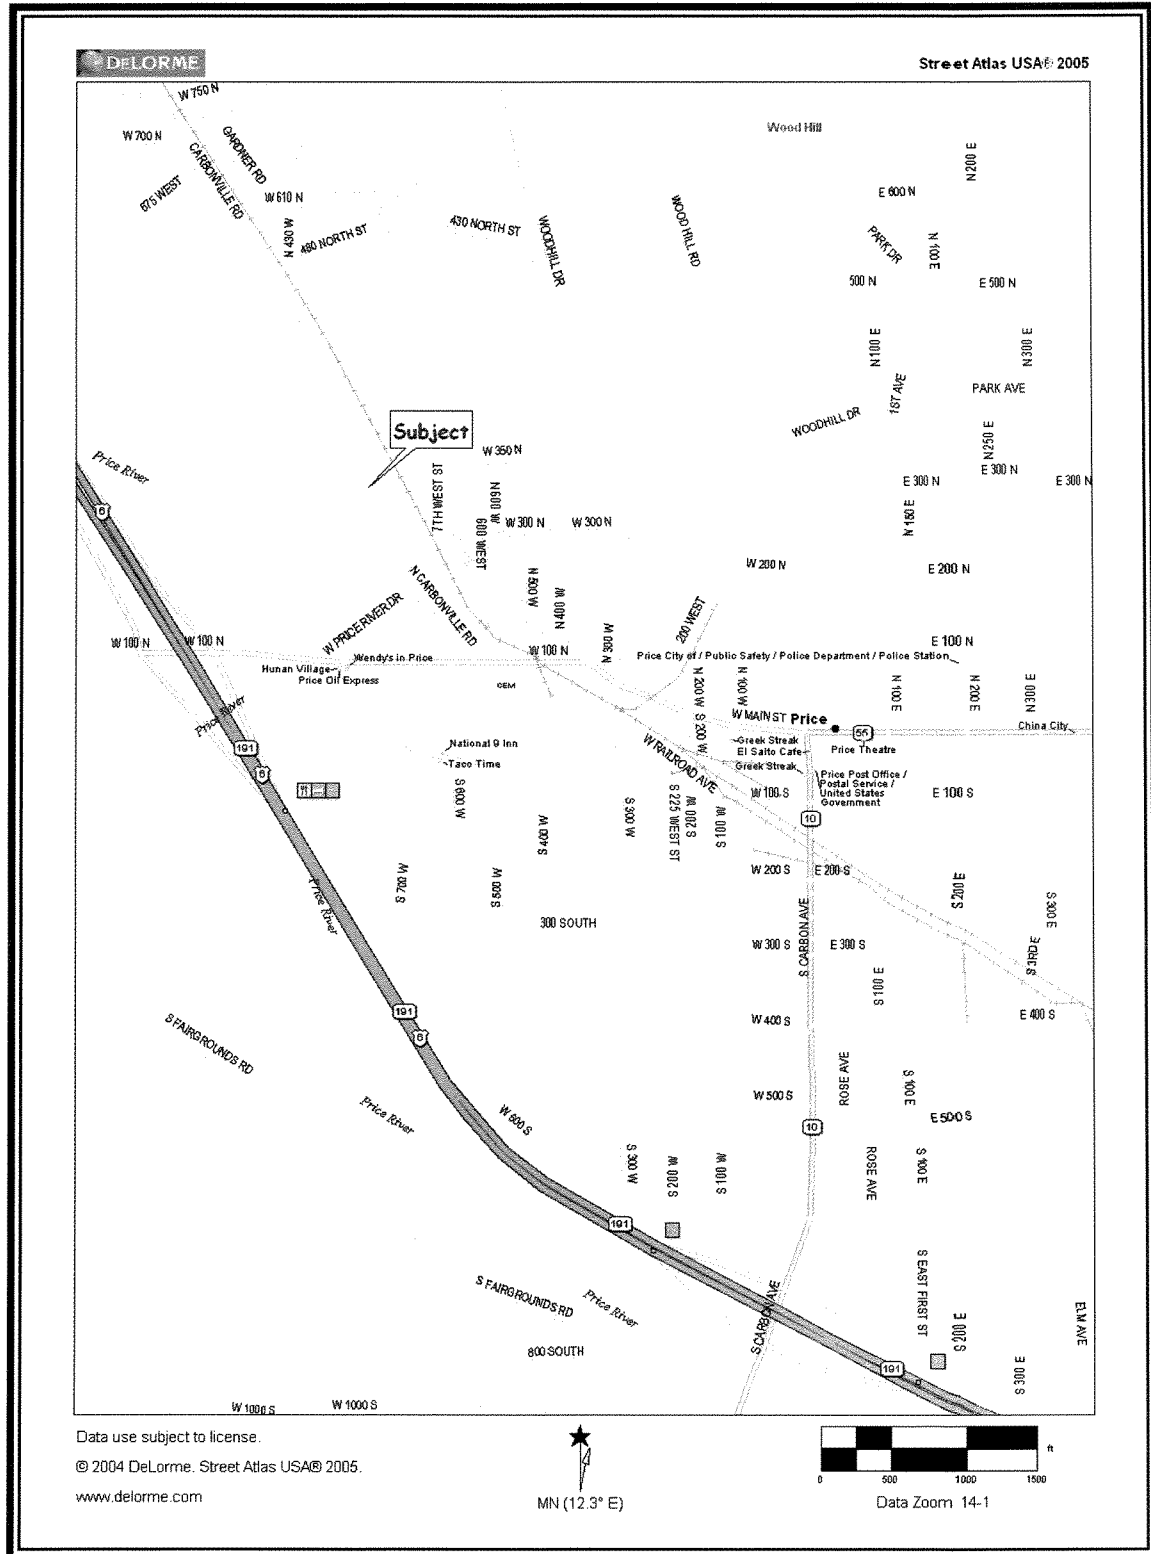 DELORME
Street Atlas USA® 2005
W 750 N
W 700 N
GARDNER RD
CARBONVILLE RD
675 WEST
W 610 N
N 430 W
480 NORTH ST
430 NORTH ST
WOODHILL DR
WOOD HILL RD
Wood Hill
N 200 E
E 600 N
PARK DR
N 100 E
500 N
E 500 N
N 100 E
N 300 E
1ST AVE
PARK AVE
WOODHILL DR
N 250 E
E 300 N
E 300 N
E 300 N
N 150 E
Subject
W 350 N
Price River
6
7TH WEST ST
N 600 W
600 WEST
W 300 N
W 300 N
W 200 N
E 200 N
N CARBONVILLE RD
N 500 W
N 400 W
W PRICE RIVER DR
N 300 W
200 WEST
E 100 N
W 100 N
W 100 N
W 100 N
Price City of / Public Safety / Police Department / Police Station
Wendy's in Price
Hunan Village
Price Oil Express
CEM
N 200 W
N 100 W
N 100 E
N 200 E
N 300 E
Price River
W MAIN ST
Price
55
China City
191
6
National 9 Inn
Taco Time
W RAILROAD AVE
S 200 W
Greek Streak
El Salto Cafe
Greek Streak
Price Theatre
Price Post Office /
Postal Service /
United States
Government
W 100 S
E 100 S
S 600 W
S 400 W
S 300 W
S 225 WEST ST
S 200 W
S 100 W
10
S 700 W
S 500 W
Price River
W 200 S
E 200 S
S 200 E
S 300 E
300 SOUTH
S CARBON AVE
W 300 S
E 300 S
S 3RD E
S 100 E
191
6
W 400 S
E 400 S
S FAIRGROUNDS RD
ROSE AVE
S 100 E
W 500 S
E 500 S
Price River
W 600 S
10
S 300 W
S 200 W
S 100 W
ROSE AVE
S 100 E
191
S FAIRGROUNDS RD
Price River
S CARBON AVE
S EAST FIRST ST
S 200 E
ELM AVE
800 SOUTH
191
S 300 E
W 1000 S
W 1000 S
Data use subject to license.
© 2004 DeLorme. Street Atlas USA® 2005.
www.delorme.com
MN (12.3° E)
ft
0 500 1000 1500
Data Zoom 14-1